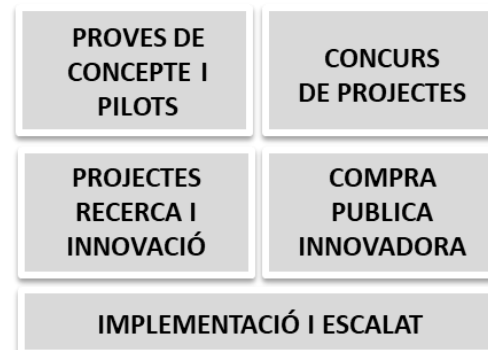 PROVES DE
CONCEPTE I
PILOTS
CONCURS
DE PROJECTES
PROJECTES
RECERCA I
INNOVACIÓ
COMPRA
PUBLICA
INNOVADORA
IMPLEMENTACIÓ I ESCALAT